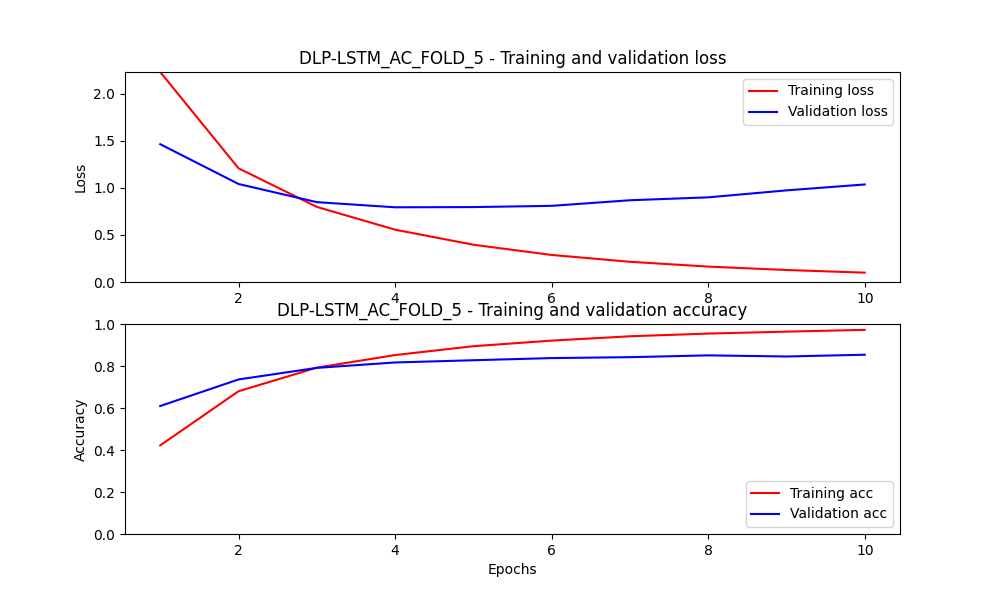 DLP-LSTM_AC_FOLD_5 - Training and validation loss
2.0
1.5
1.0
0.5
0.0
Loss
Training loss
Validation loss
2 4 6 8 10
DLP-LSTM_AC_FOLD_5 - Training and validation accuracy
1.0
0.8
0.6
0.4
0.2
0.0
Accuracy
Training acc
Validation acc
2 4 6 8 10
Epochs